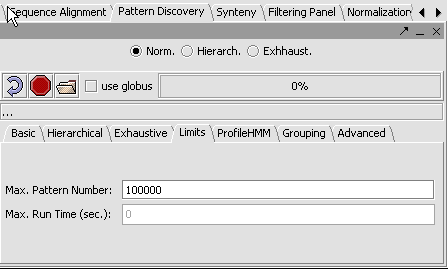 Sequence Alignment Pattern Discovery Synteny Filtering Panel Normalization
Norm. Hierarch. Exhhaust.
use globus 0%
...
Basic Hierarchical Exhaustive Limits ProfileHMM Grouping Advanced
Max. Pattern Number: 100000
Max. Run Time (sec.): 0